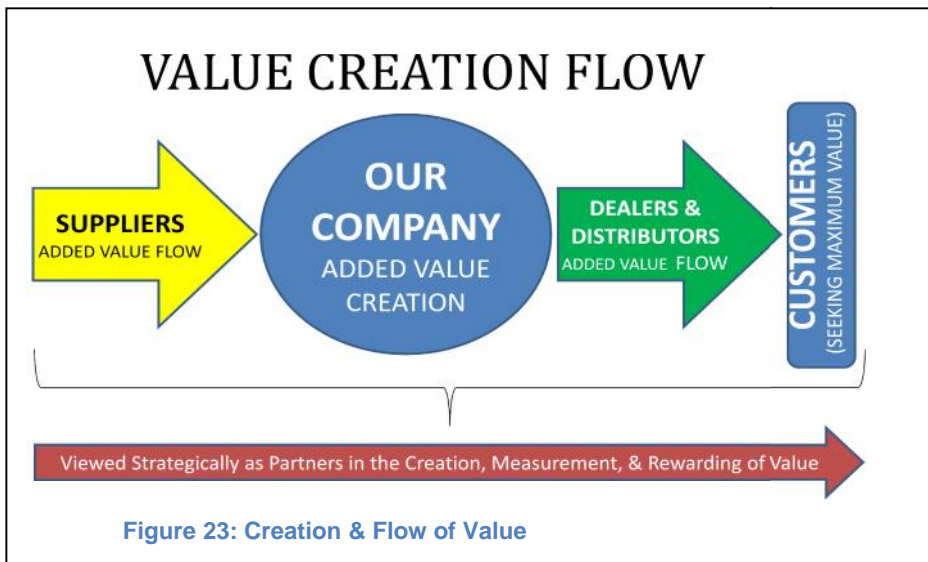 VALUE CREATION FLOW
SUPPLIERS
ADDED VALUE FLOW
OUR
COMPANY
ADDED VALUE
CREATION
DEALERS &
DISTRIBUTORS
ADDED VALUE FLOW
CUSTOMERS
(SEEKING MAXIMUM VALUE)
Viewed Strategically as Partners in the Creation, Measurement, & Rewarding of Value
Figure 23: Creation & Flow of Value